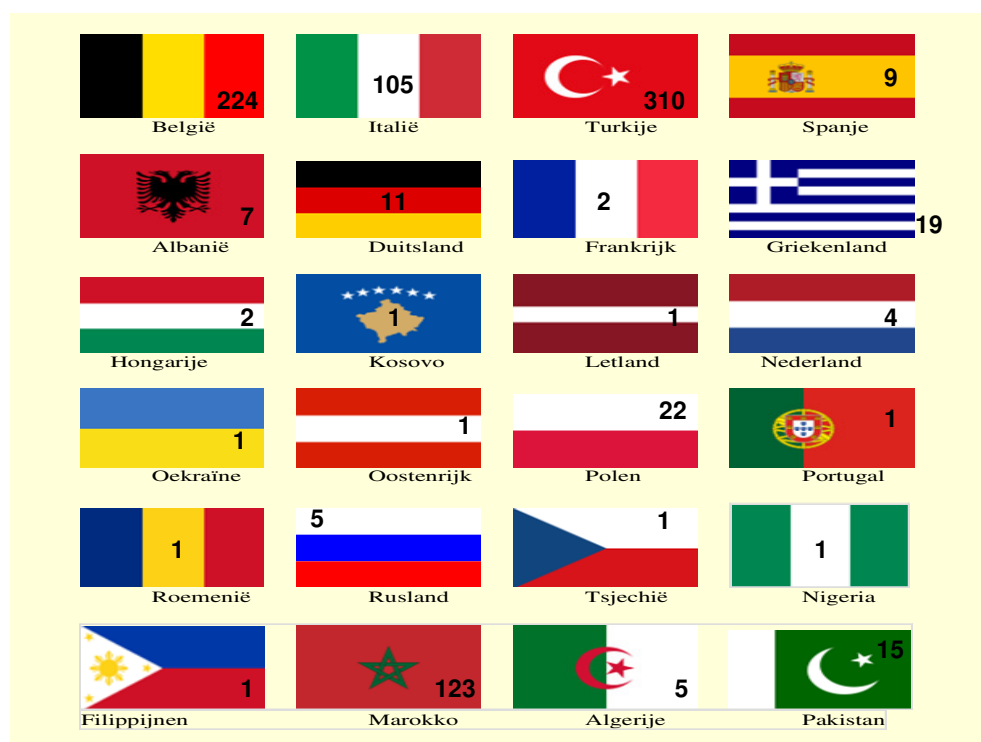 224 105 310 9
België Italië Turkije Spanje
7 11 2 19
Albanië Duitsland Frankrijk Griekenland
2 1 1 4
Hongarije Kosovo Letland Nederland
1 1 22 1
Oekraïne Oostenrijk Polen Portugal
1 5 1 1
Roemenië Rusland Tsjechië Nigeria
1 123 5 15
Filippijnen Marokko Algerije Pakistan